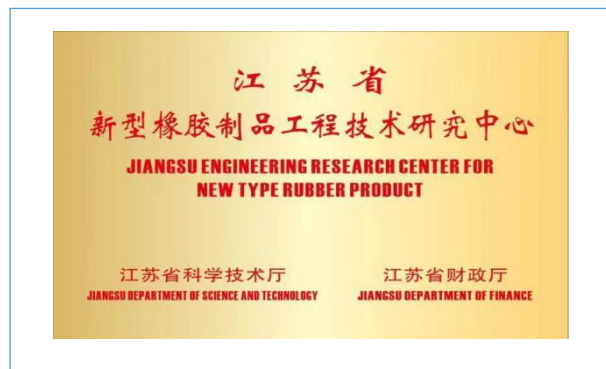 江苏省
新型橡胶制品工程技术研究中心
JIANGSU ENGINEERING RESEARCH CENTER FOR
NEW TYPE RUBBER PRODUCT
江苏省科学技术厅 江苏省财政厅
JIANGSU DEPARTMENT OF SCIENCE AND TECHNOLOGY JIANGSU DEPARTMENT OF FINANCE